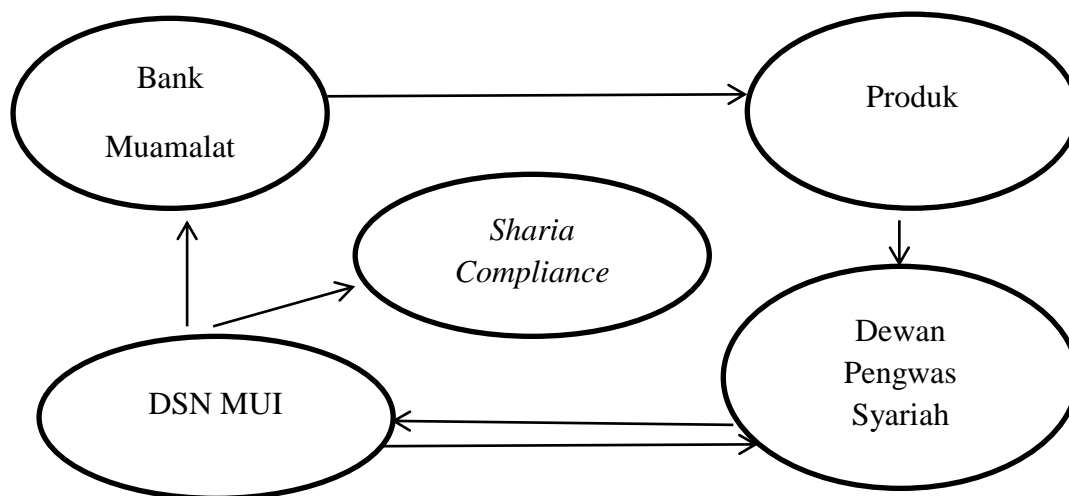 Bank
Muamalat
Produk
Sharia
Compliance
DSN MUI
Dewan
Pengwas
Syariah